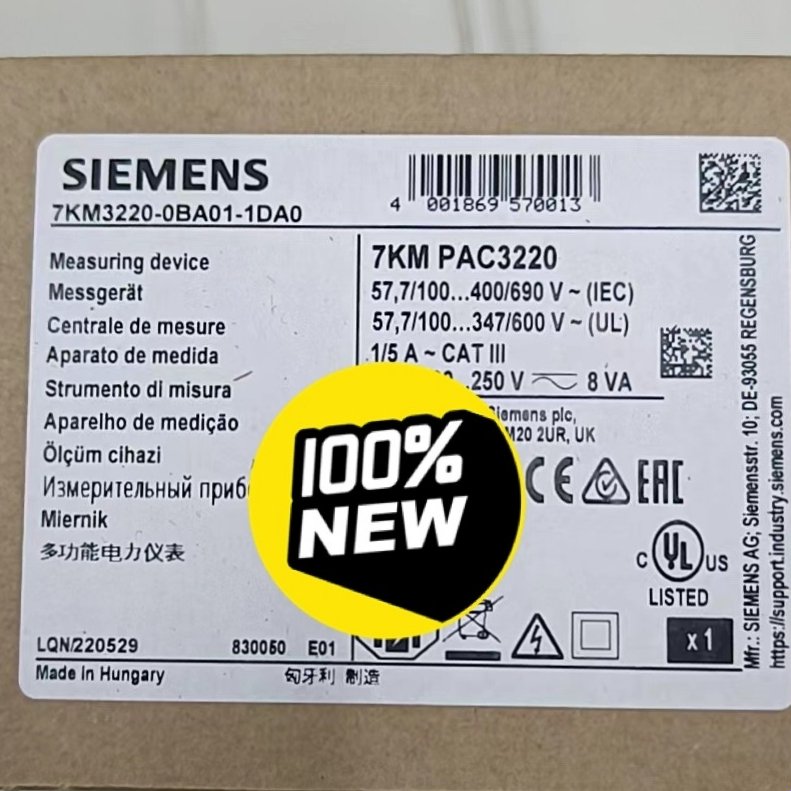 SIEMENS
7KM3220-0BA01-1DA0
4 001869 570013
Measuring device
Messgerät
Centrale de mesure
Aparato de medida
Strumento di misura
Aparelho de medição
Ölçüm cihazi
Измерительный
Miernik
多功能电力仪表
7KM PAC3220
57,7/100...400/690 V ~ (IEC)
57,7/100...347/600 V ~ (UL)
1/5 A ~ CAT III
.250 V 8 VA
Siemens plc,
M20 2UR, UK
100%
NEW
CE
EAC
C UL US
LISTED
x 1
LQN/220529 830050 E01
Made in Hungary 匈牙利 制造
Mfr.: SIEMENS AG; Siemensstr. 10; DE-93055 REGENSBURG
https://support.industry.siemens.com